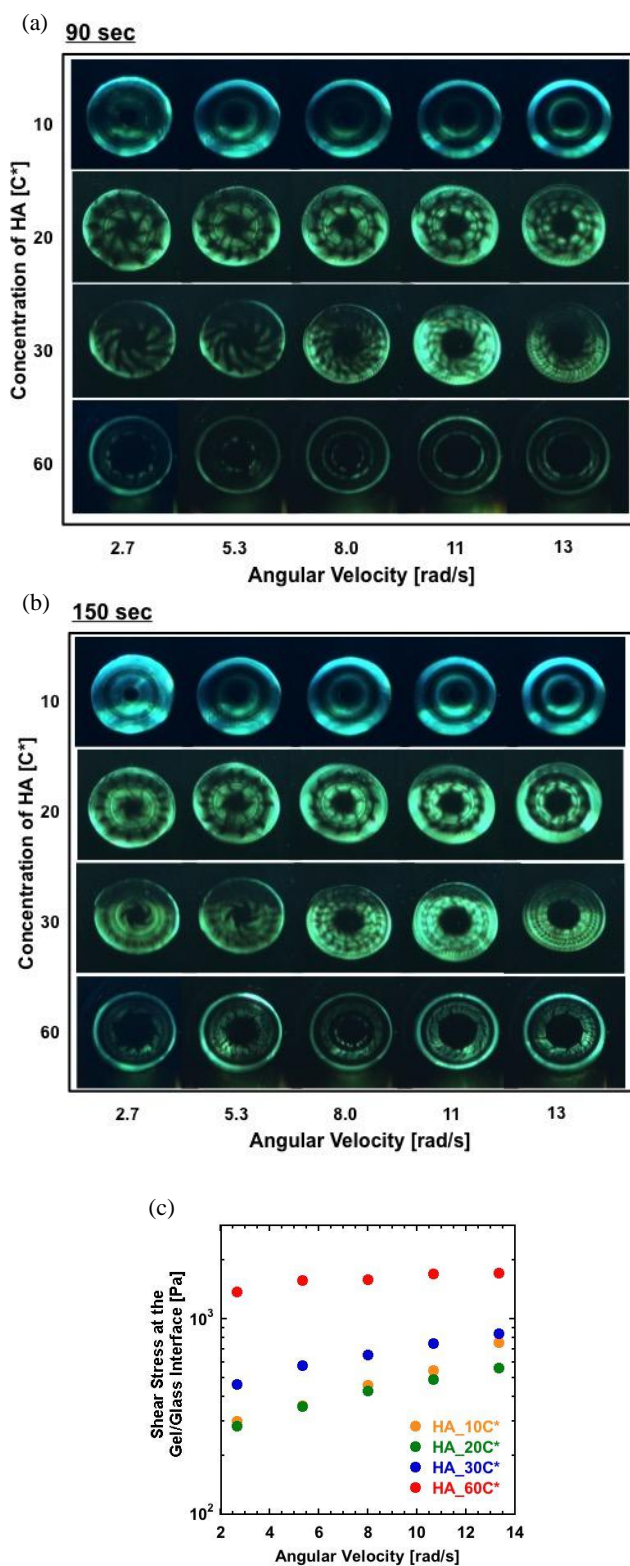 (a)
90 sec
10
20
30
60
Concentration of HA [C*]
2.7 5.3 8.0 11 13
Angular Velocity [rad/s]
(b)
150 sec
10
20
30
60
Concentration of HA [C*]
2.7 5.3 8.0 11 13
Angular Velocity [rad/s]
(c)
Shear Stress at the
Gel/Glass Interface [Pa]
10³
10²
HA_10C*
HA_20C*
HA_30C*
HA_60C*
2 4 6 8 10 12 14
Angular Velocity [rad/s]